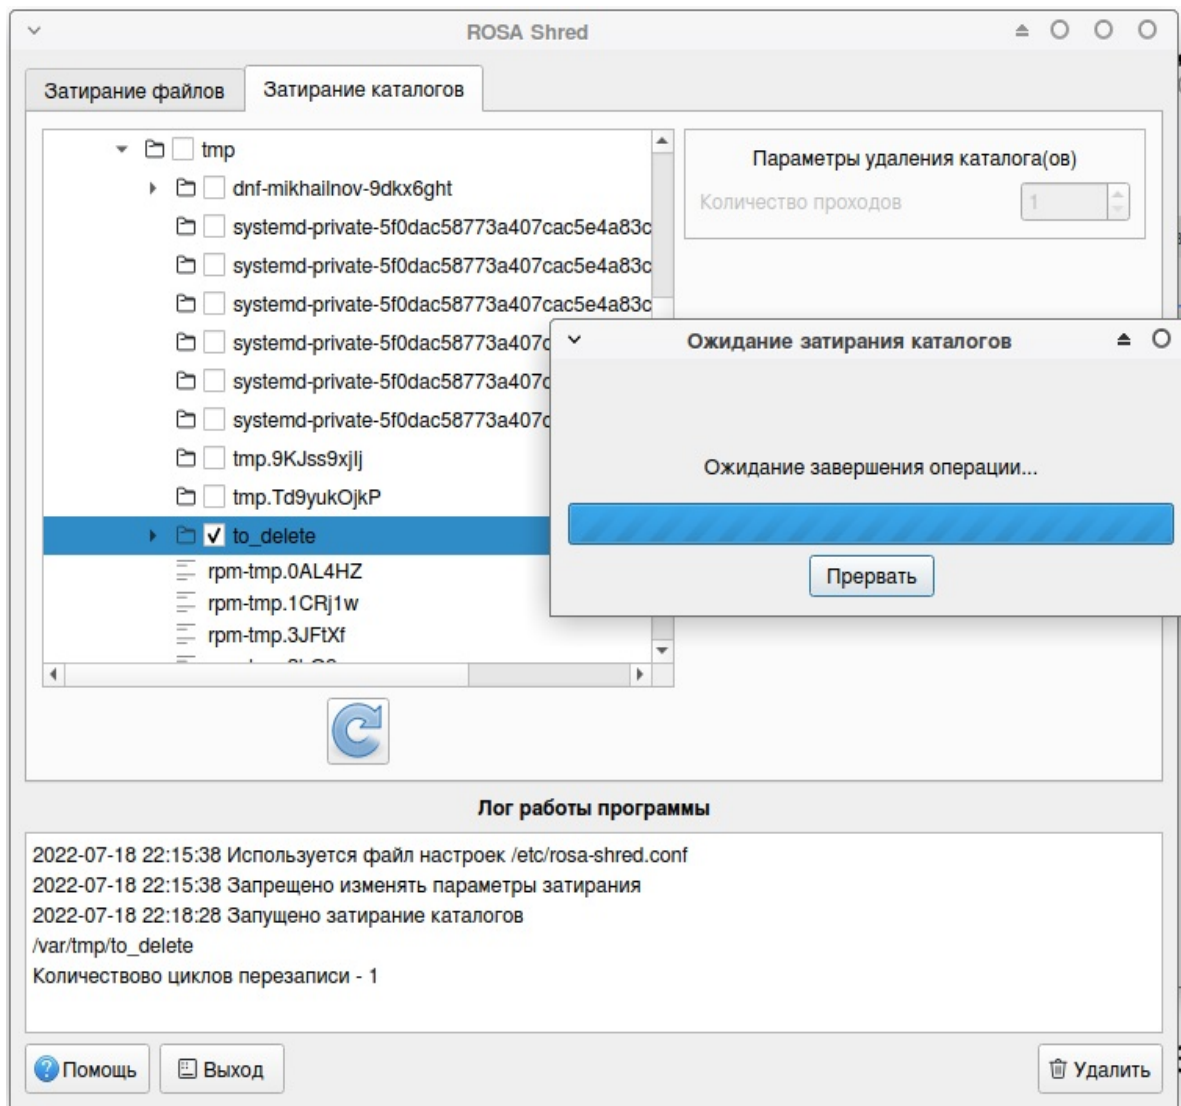 ROSA Shred
Затирание файлов
Затирание каталогов
tmp
dnf-mikhailnov-9dkx6ght
systemd-private-5f0dac58773a407cac5e4a83c
systemd-private-5f0dac58773a407cac5e4a83c
systemd-private-5f0dac58773a407cac5e4a83c
systemd-private-5f0dac58773a407c
systemd-private-5f0dac58773a407c
systemd-private-5f0dac58773a407c
tmp.9KJss9xjIj
tmp.Td9yukOjkP
to_delete
rpm-tmp.0AL4HZ
rpm-tmp.1CRj1w
rpm-tmp.3JFtXf
Параметры удаления каталога(ов)
Количество проходов
1
Ожидание затирания каталогов
Ожидание завершения операции...
Прервать
Лог работы программы
2022-07-18 22:15:38 Используется файл настроек /etc/rosa-shred.conf
2022-07-18 22:15:38 Запрещено изменять параметры затирания
2022-07-18 22:18:28 Запущено затирание каталогов
/var/tmp/to_delete
Количествово циклов перезаписи - 1
Помощь
Выход
Удалить